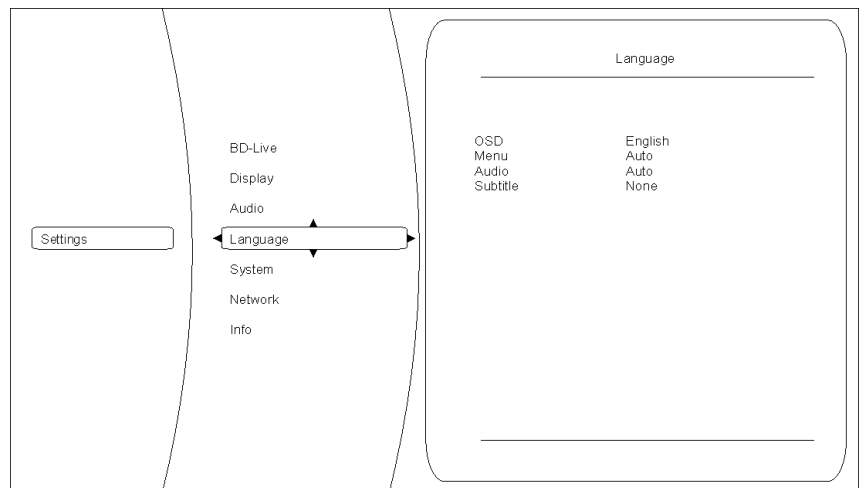 Settings
BD-Live
Display
Audio
Language
System
Network
Info
Language
OSD English
Menu Auto
Audio Auto
Subtitle None